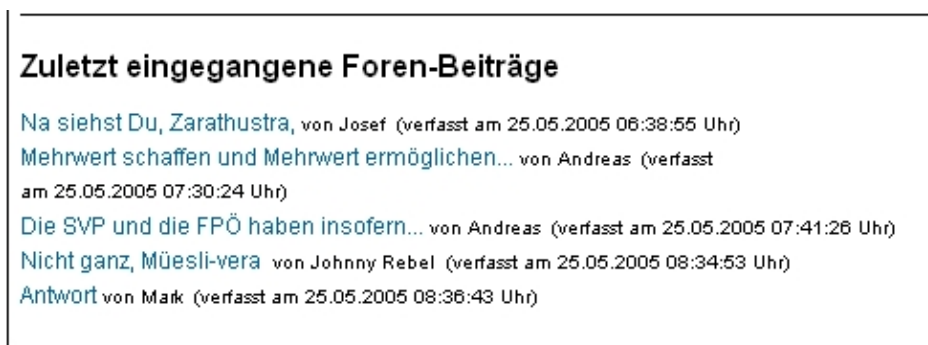 Zuletzt eingegangene Foren-Beiträge
Na siehst Du, Zarathustra, von Josef (verfasst am 25.05.2005 06:38:55 Uhr)
Mehrwert schaffen und Mehrwert ermöglichen... von Andreas (verfasst
am 25.05.2005 07:30:24 Uhr)
Die SVP und die FPÖ haben insofern... von Andreas (verfasst am 25.05.2005 07:41:26 Uhr)
Nicht ganz, Müesli-vera von Johnny Rebel (verfasst am 25.05.2005 08:34:53 Uhr)
Antwort von Mark (verfasst am 25.05.2005 08:36:43 Uhr)